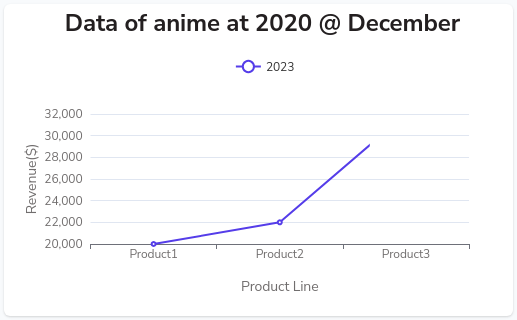 Data of anime at 2020 @ December
2023
32,000
30,000
28,000
26,000
24,000
22,000
20,000
Revenue($)
Product1 Product2 Product3
Product Line